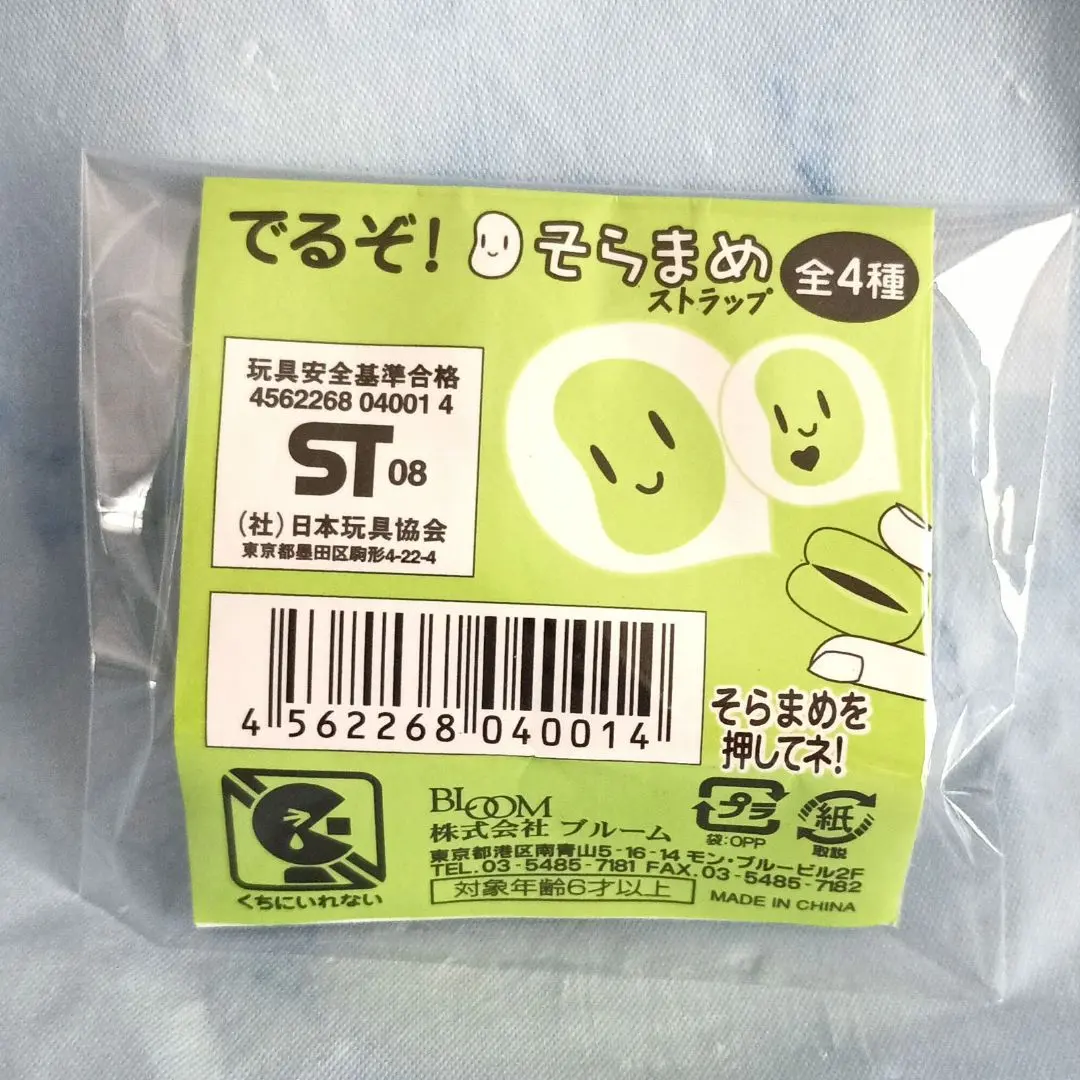 でるぞ! そらまめ
ストラップ
全4種
玩具安全基準合格
4562268 04001 4
ST 08
(社)日本玩具協会
東京都墨田区駒形4-22-4
4 562268 040014
そらまめを
押してネ!
くちにいれない
BLOOM
株式会社 ブルーム
東京都港区南青山5-16-14 モン・ブルービル2F
TEL.03-5485-7181 FAX.03-5485-7182
対象年齢6才以上
MADE IN CHINA
プラ
袋:OPP
紙
取説